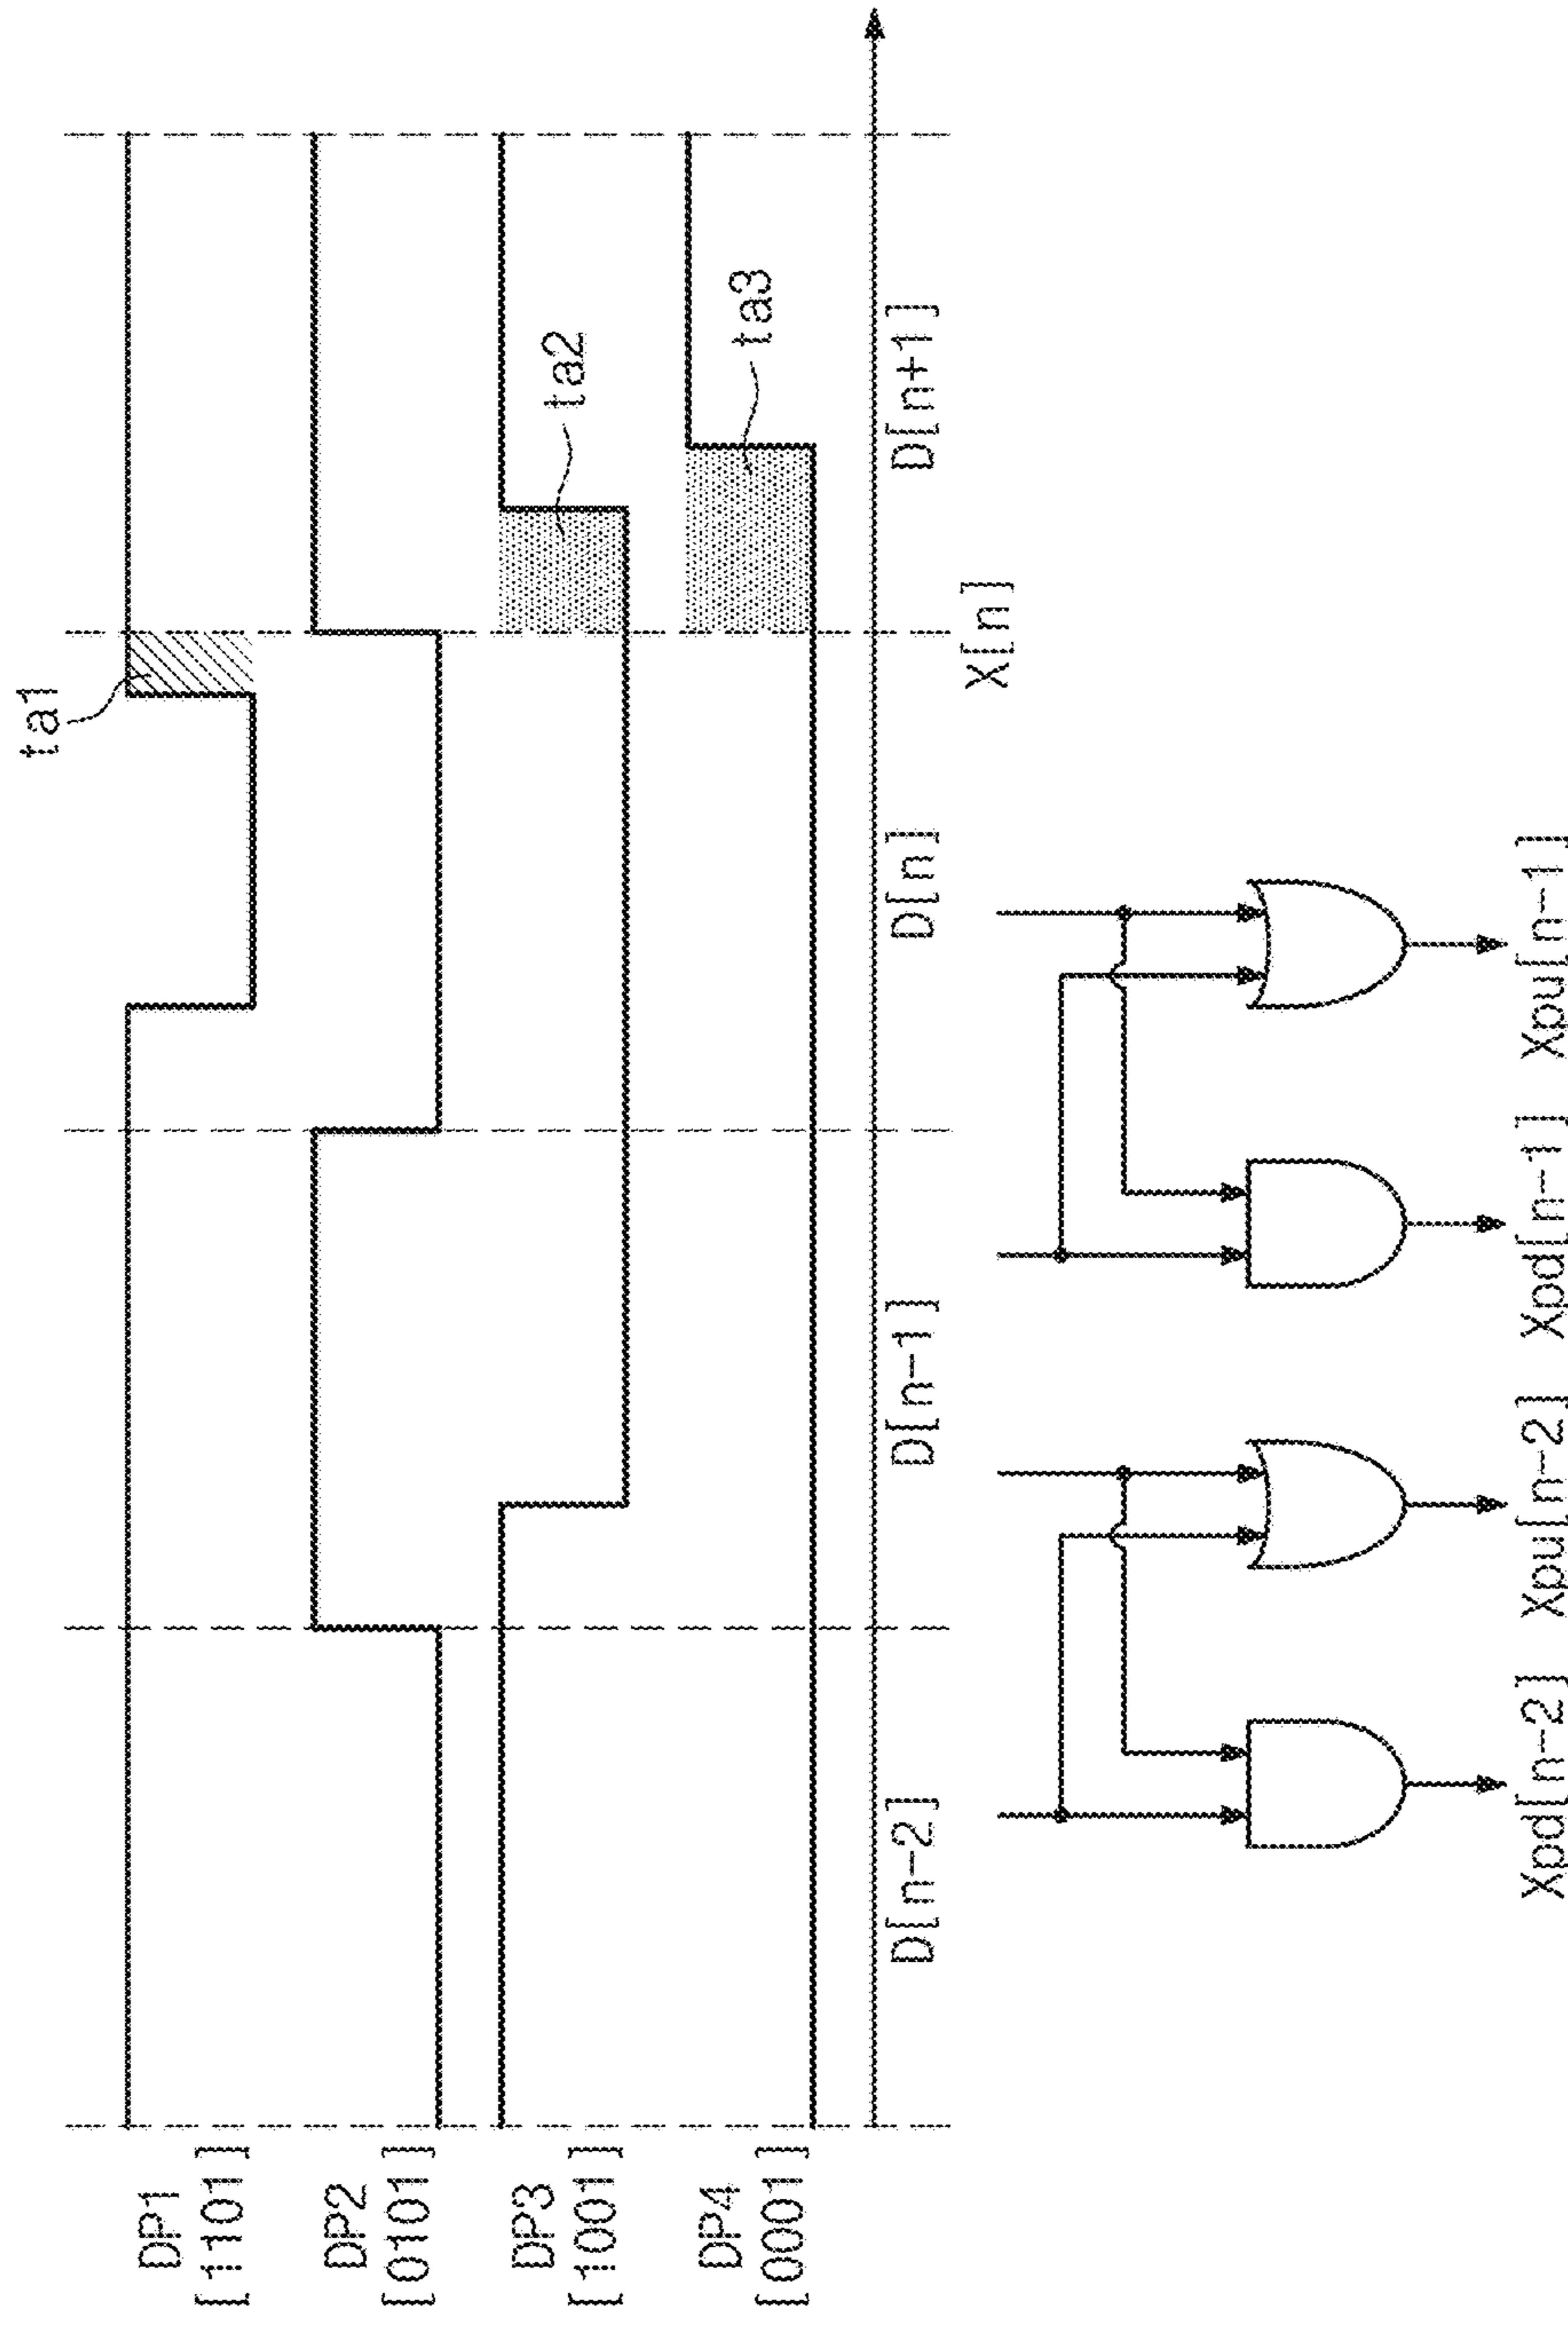 ta1
DP1
[1101]
DP2
[0101]
ta2
DP3
[1001]
ta3
DP4
[0001]
D[n-2] D[n-1] D[n] D[n+1]
X[n]
Xpd[n-2] Xpu[n-2] Xpd[n-1] Xpu[n-1]